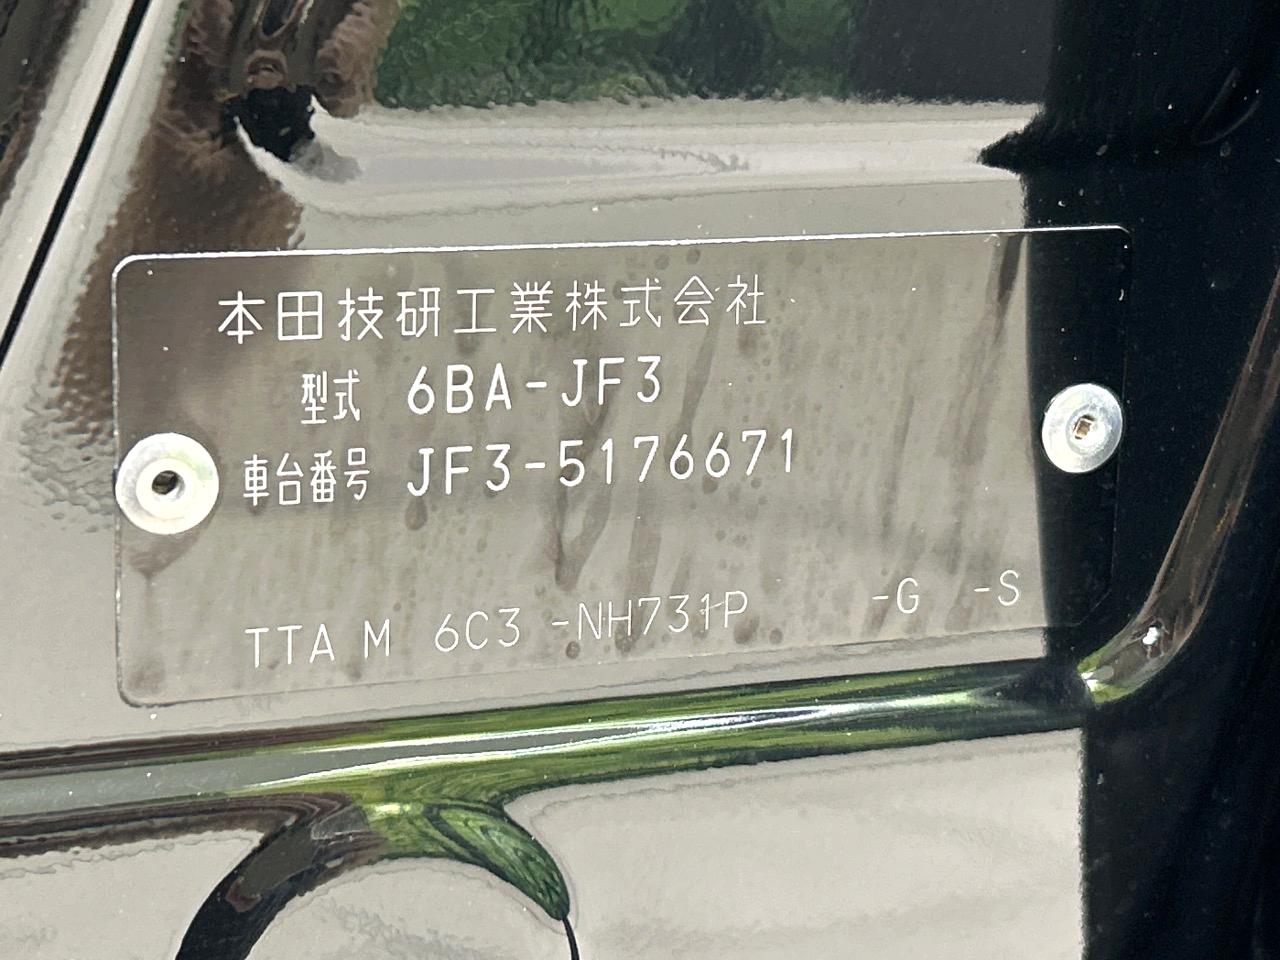 本田技研工業株式会社
型式 6BA-JF3
車台番号 JF3-5176671
TTA M 6C3 -NH731P -G -S